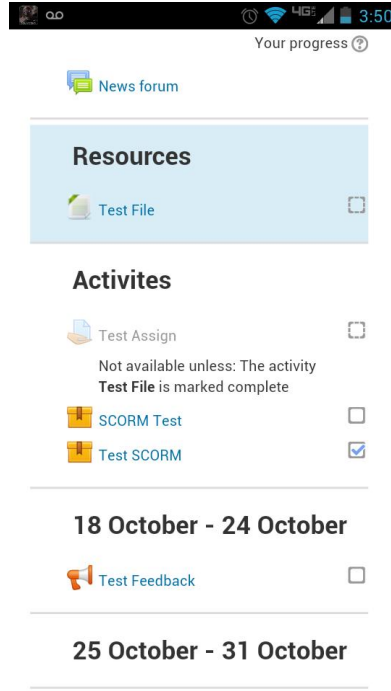 4G 3:50
Your progress
News forum
Resources
Test File
Activites
Test Assign
Not available unless: The activity
Test File is marked complete
SCORM Test
Test SCORM
18 October - 24 October
Test Feedback
25 October - 31 October